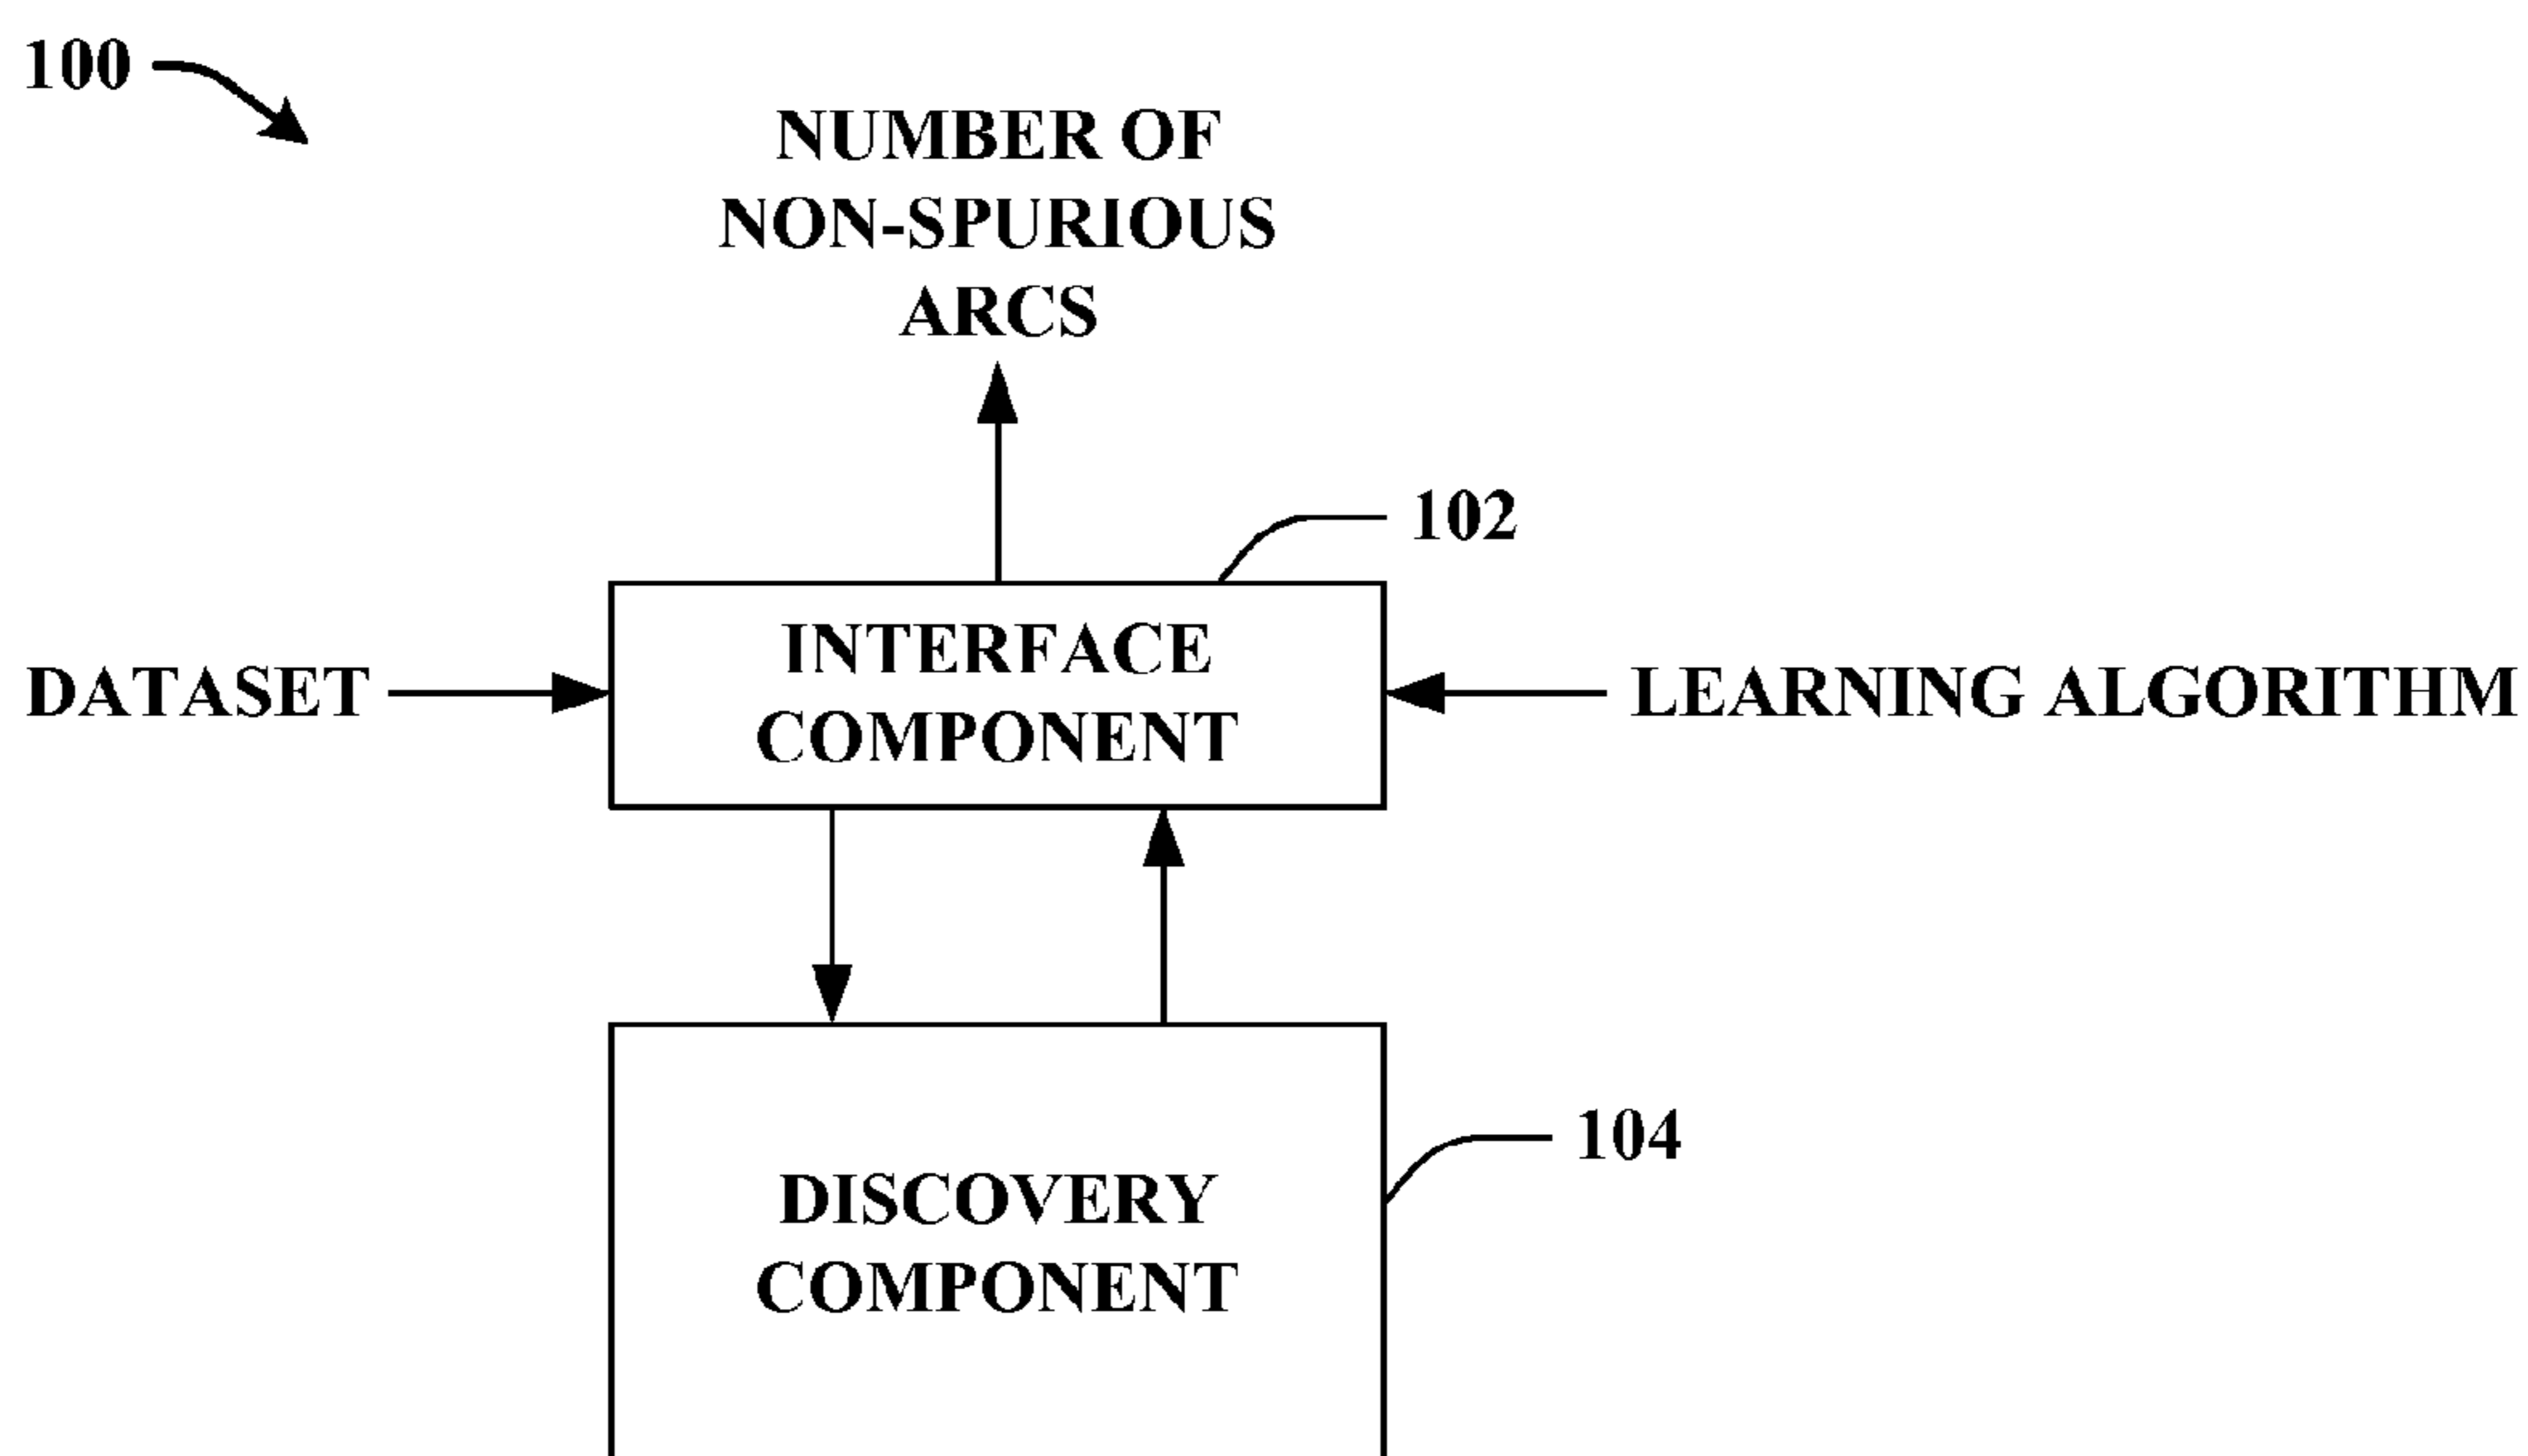 100
NUMBER OF
NON-SPURIOUS
ARCS
102
INTERFACE
COMPONENT
DATASET
LEARNING ALGORITHM
104
DISCOVERY
COMPONENT